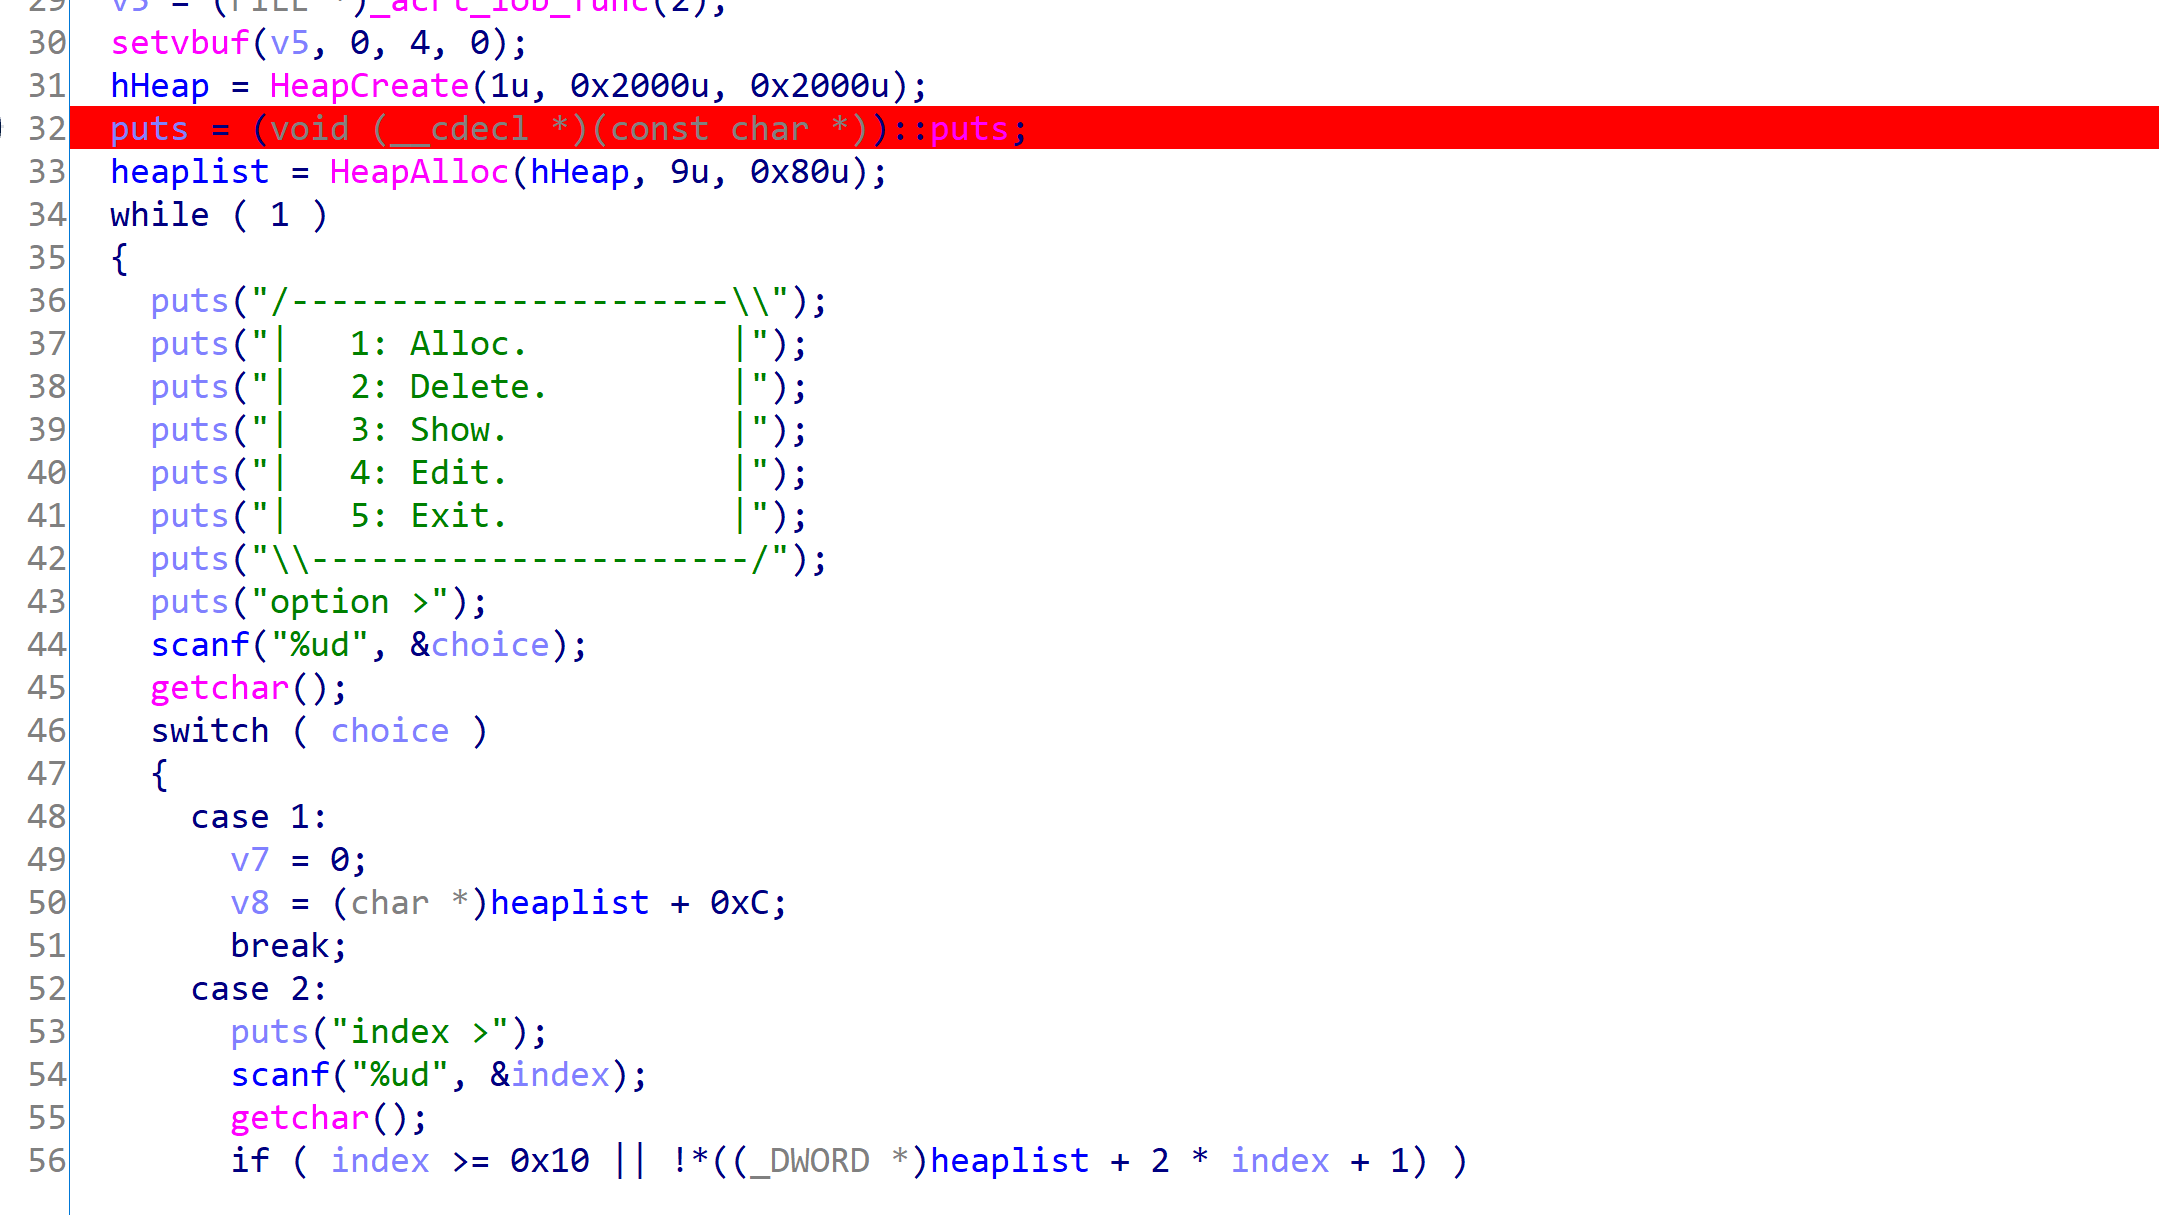 29 v5 = (FILE *)_acrt_iob_func(2);
30 setvbuf(v5, 0, 4, 0);
31 hHeap = HeapCreate(1u, 0x2000u, 0x2000u);
32 puts = (void (__cdecl *)(const char *))::puts;
33 heaplist = HeapAlloc(hHeap, 9u, 0x80u);
34 while ( 1 )
35 {
36 puts("/----------------------\\");
37 puts("|   1: Alloc.           |");
38 puts("|   2: Delete.          |");
39 puts("|   3: Show.            |");
40 puts("|   4: Edit.            |");
41 puts("|   5: Exit.            |");
42 puts("\\----------------------/");
43 puts("option >");
44 scanf("%ud", &choice);
45 getchar();
46 switch ( choice )
47 {
48 case 1:
49 v7 = 0;
50 v8 = (char *)heaplist + 0xC;
51 break;
52 case 2:
53 puts("index >");
54 scanf("%ud", &index);
55 getchar();
56 if ( index >= 0x10 || !*((_DWORD *)heaplist + 2 * index + 1) )